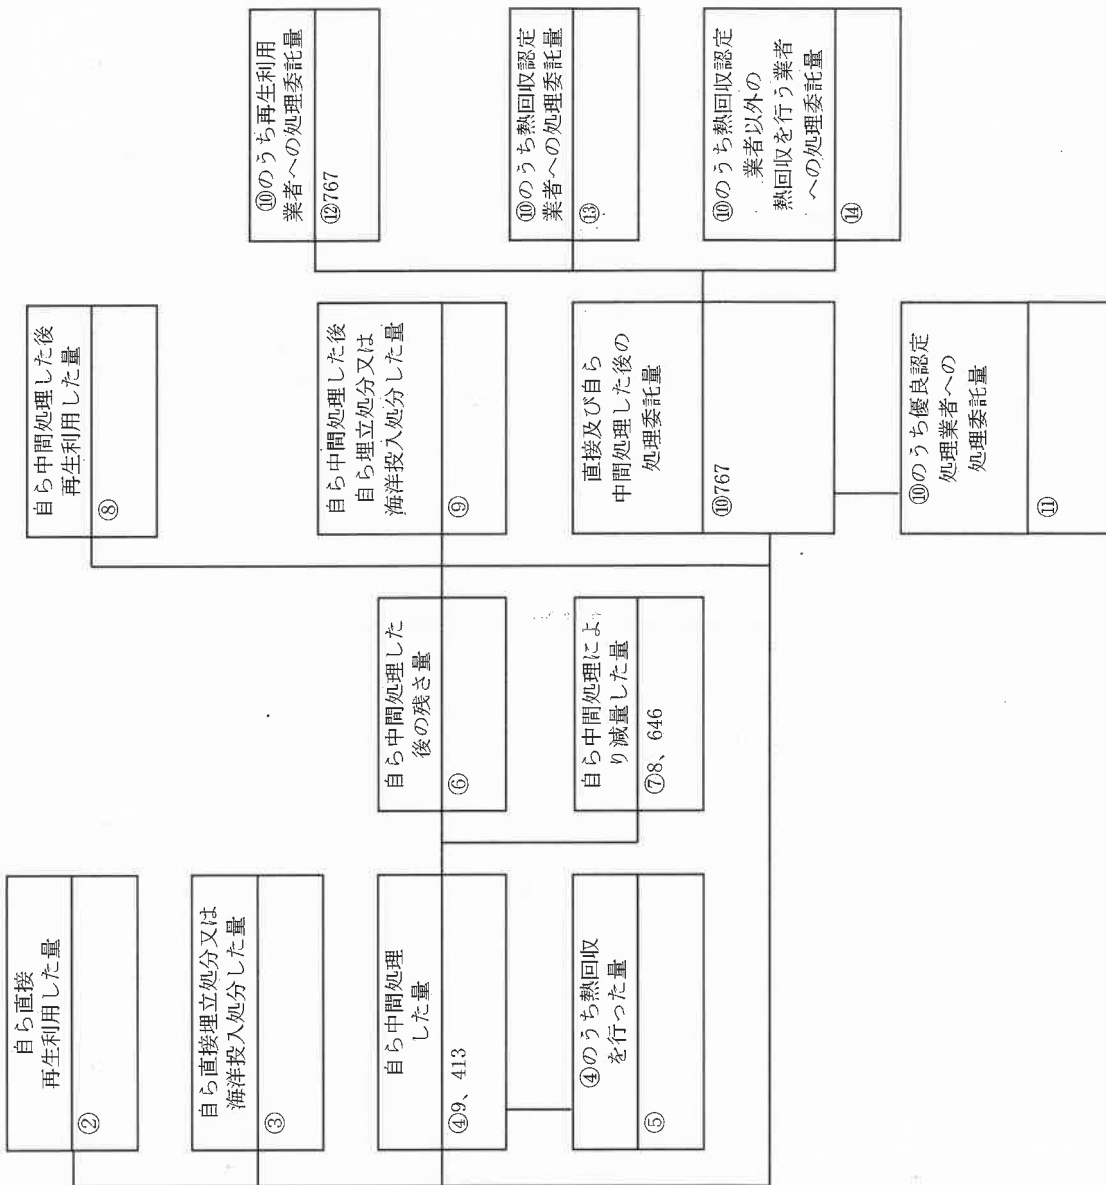 自ら直接
再生利用した量
②
自ら直接埋立処分又は
海洋投入処分した量
③
自ら中間処理
した量
④9、413
④のうち熱回収
を行った量
⑤
自ら中間処理した
後の残さ量
⑥
自ら中間処理によ
り減量した量
⑦8、646
自ら中間処理した後
再生利用した量
⑧
自ら中間処理した後
自ら埋立処分又は
海洋投入処分した量
⑨
直接及び自ら
中間処理した後の
処理委託量
⑩767
⑩のうち優良認定
処理業者への
処理委託量
⑪
⑩のうち再生利用
業者への処理委託量
⑫767
⑩のうち熱回収認定
業者への処理委託量
⑬
⑩のうち熱回収認定
業者以外の
熱回収を行う業者
への処理委託量
⑭